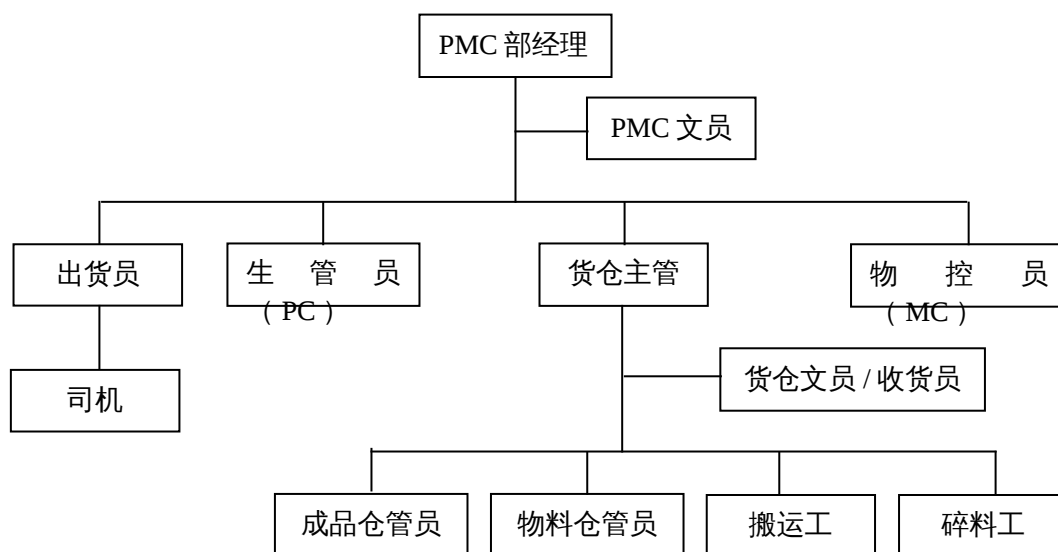 PMC 部经理
PMC 文员
出货员
生 管 员
（ PC ）
货仓主管
物 控 员
（ MC ）
货仓文员 / 收货员
司机
成品仓管员
物料仓管员
搬运工
碎料工